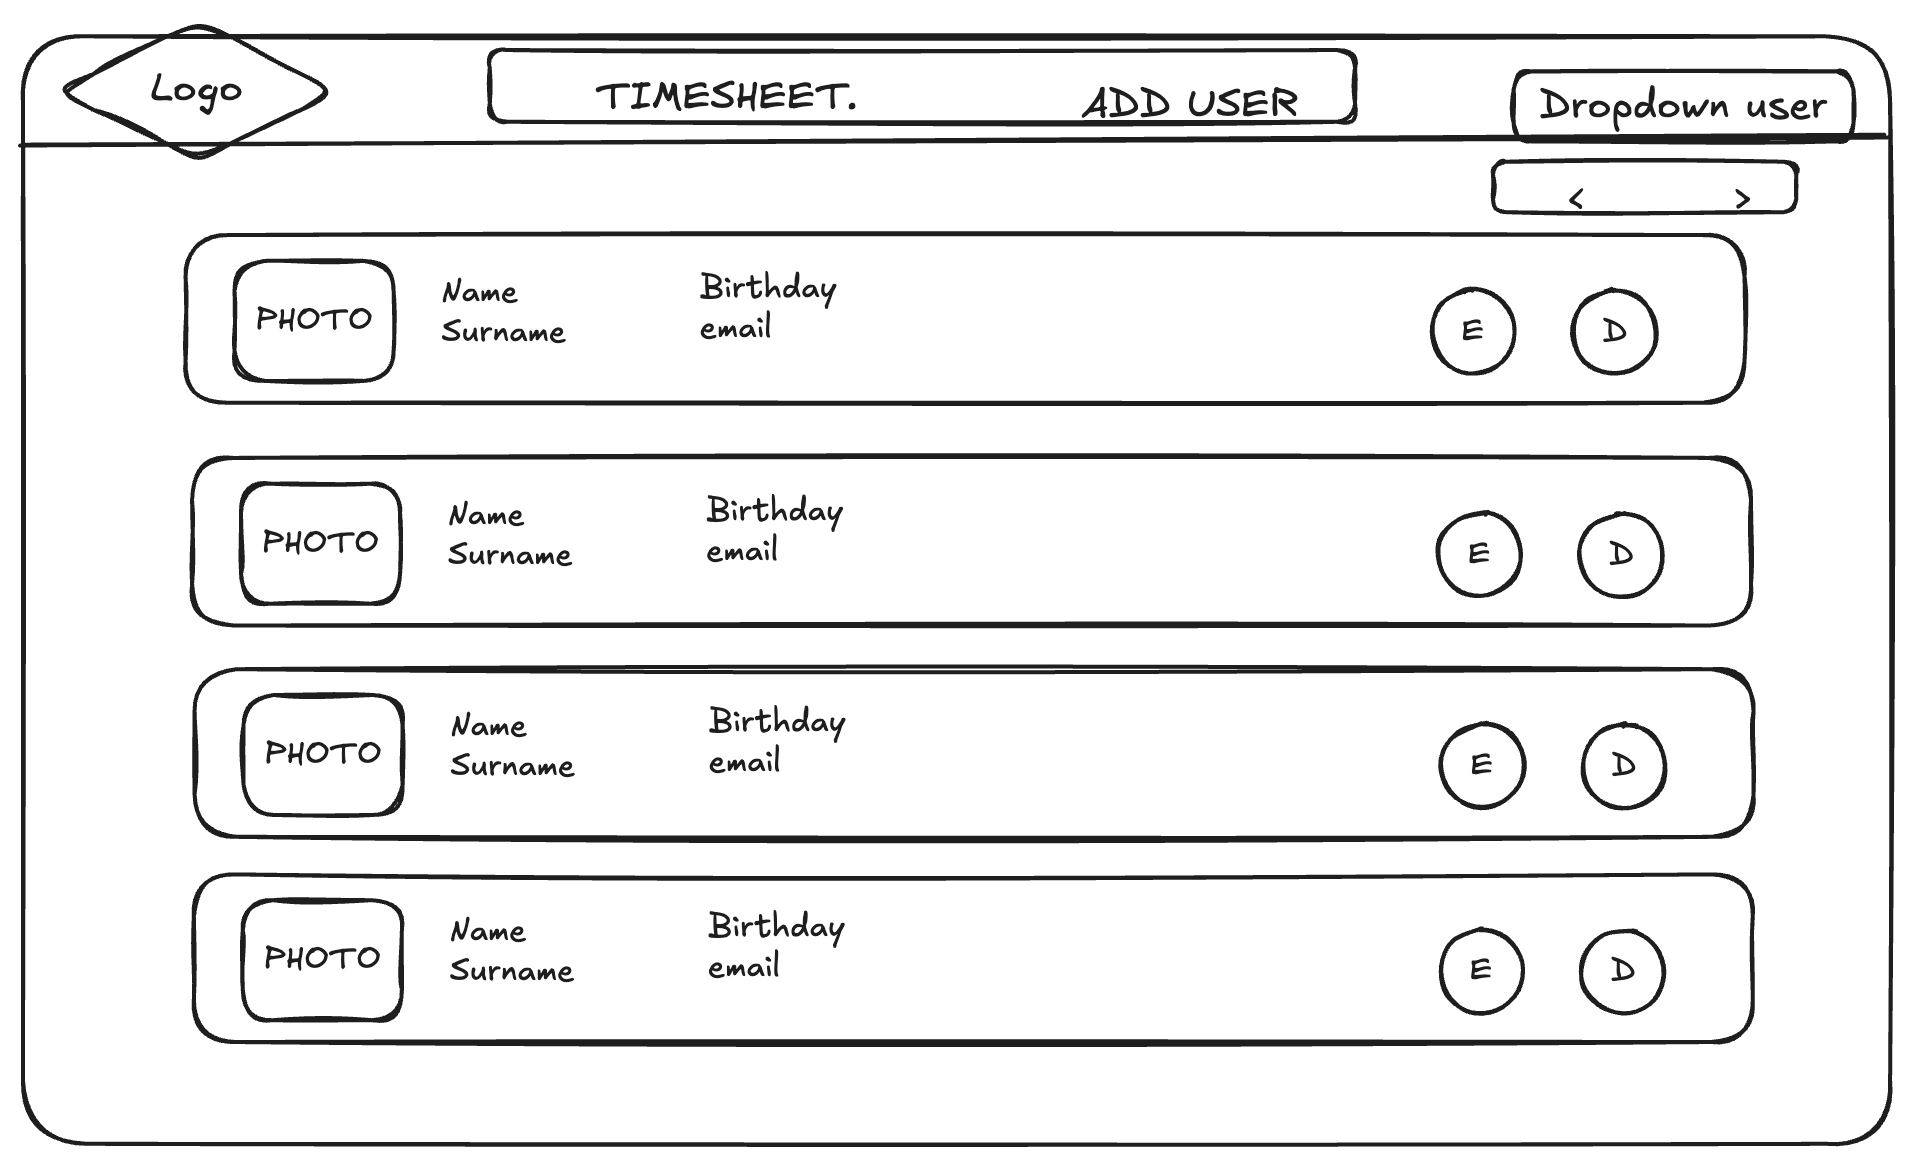 Logo
TIMESHEET.
ADD USER
Dropdown user
< >
PHOTO
Name
Surname
Birthday
email
E
D
PHOTO
Name
Surname
Birthday
email
E
D
PHOTO
Name
Surname
Birthday
email
E
D
PHOTO
Name
Surname
Birthday
email
E
D